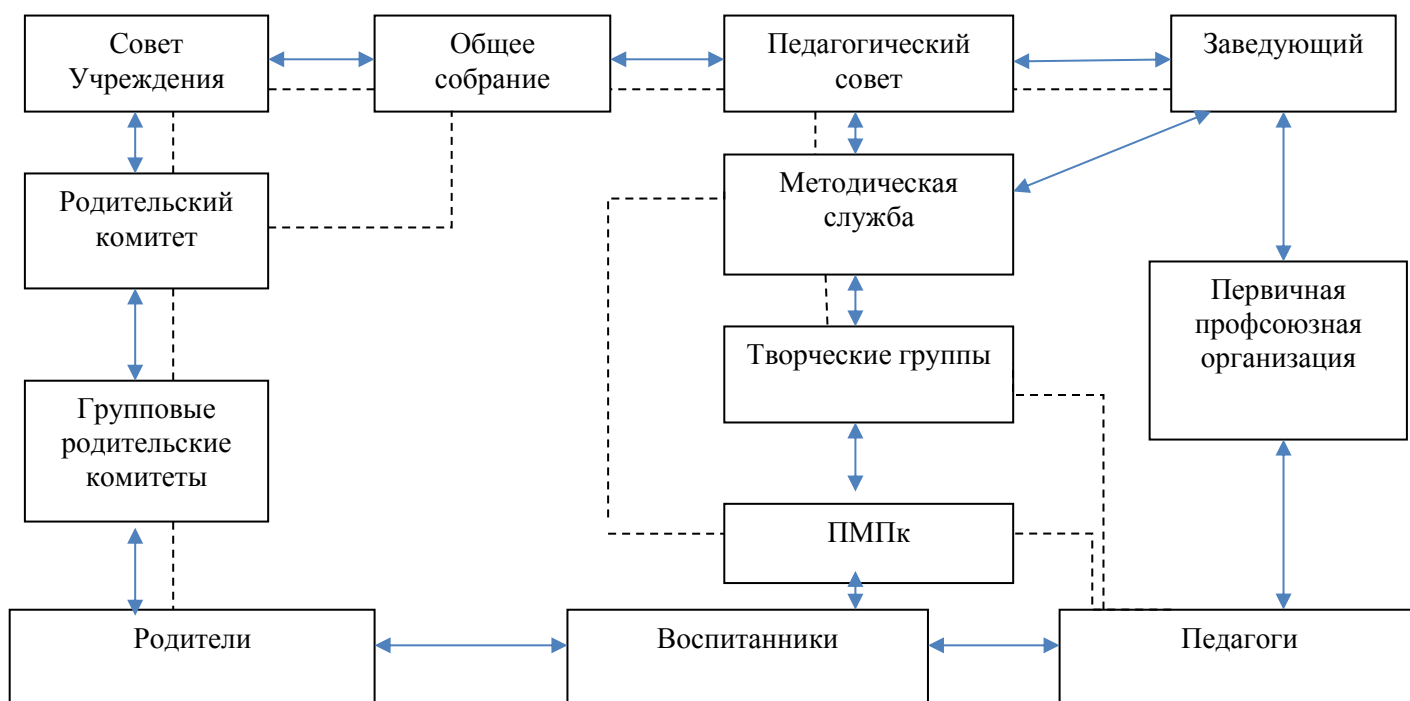 Совет
Учреждения
Общее
собрание
Педагогический
совет
Заведующий
Методическая
служба
Родительский
комитет
Первичная
профсоюзная
организация
Творческие группы
Групповые
родительские
комитеты
ПМПк
Родители
Воспитанники
Педагоги